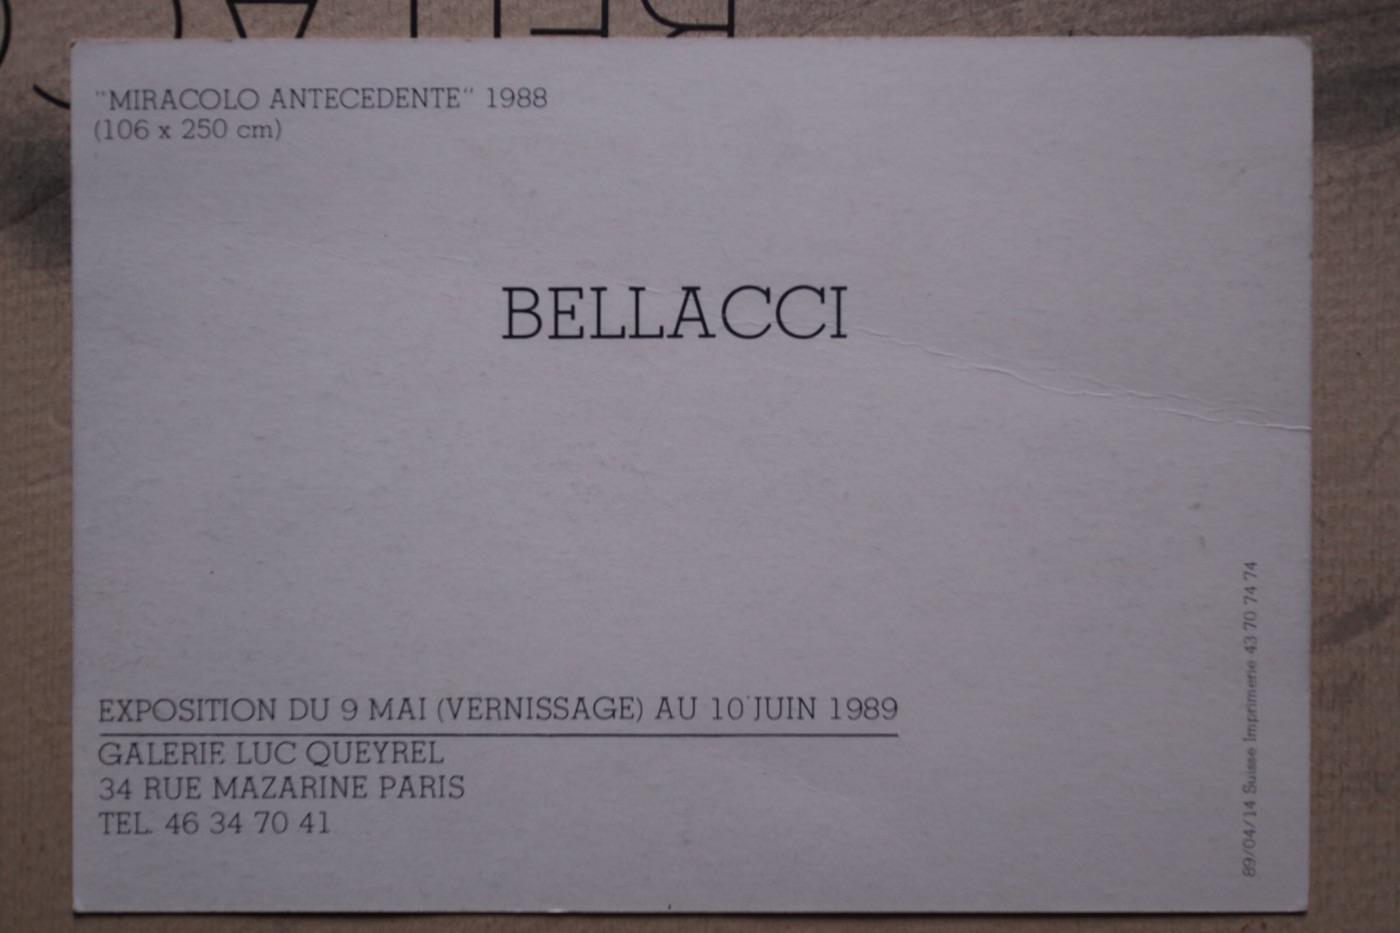 "MIRACOLO ANTECEDENTE" 1988
(106 x 250 cm)
BELLACCI
EXPOSITION DU 9 MAI (VERNISSAGE) AU 10 JUIN 1989
GALERIE LUC QUEYREL
34 RUE MAZARINE PARIS
TEL. 46 34 70 41
89/04/14 Suisse Imprimerie 43 70 74 74